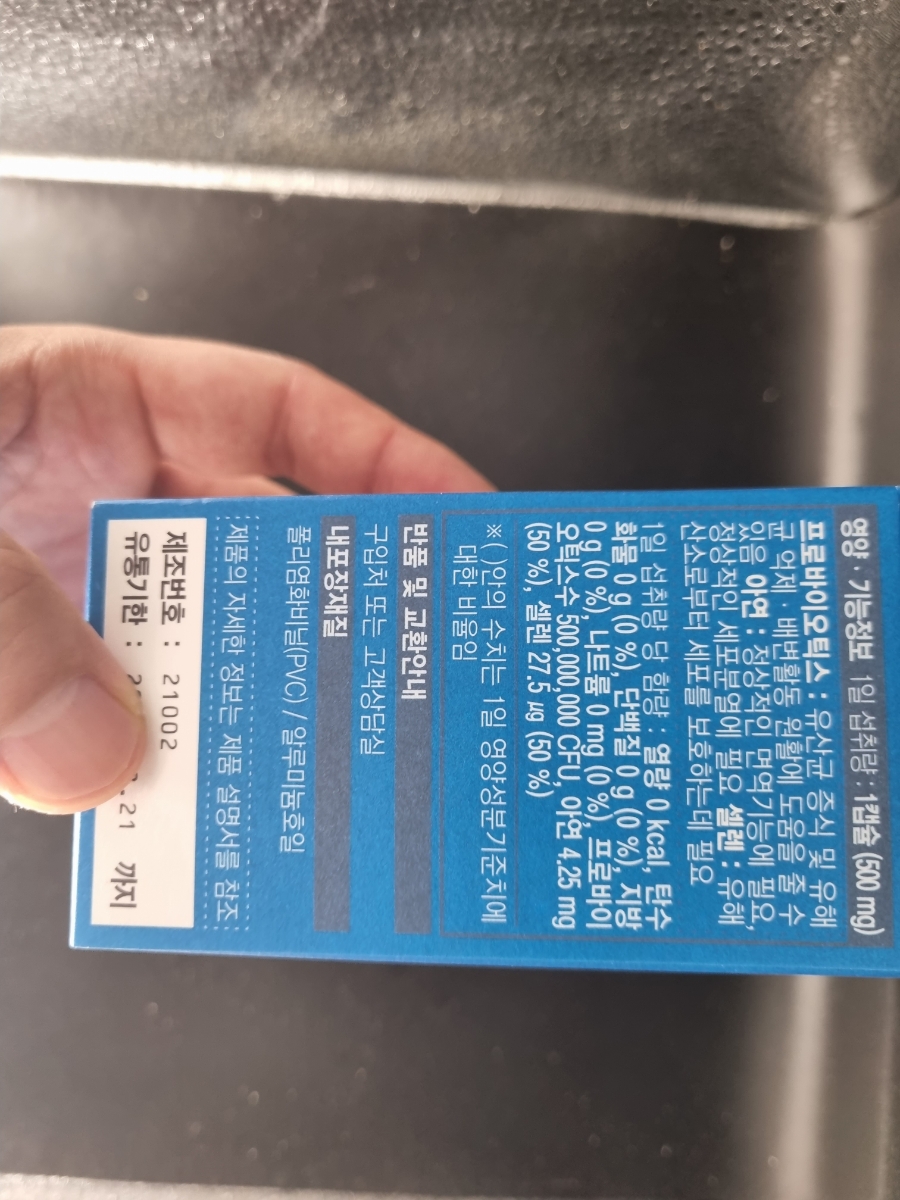 영양 · 기능정보 1일 섭취량 : 1캡슐 (500 mg)
프로바이오틱스 : 유산균 증식 및 유해
균 억제 · 배변활동 원활에 도움을 줄 수
있음 아연 : 정상적인 면역기능에 필요,
정상적인 세포분열에 필요 셀렌 : 유해
산소로부터 세포를 보호하는데 필요
1일 섭취량 당 함량 : 열량 0 kcal, 탄수
화물 0 g (0 %), 단백질 0 g (0 %), 지방
0 g (0 %), 나트륨 0 mg (0 %), 프로바이
오틱스수 500,000,000 CFU, 아연 4.25 mg
(50 %), 셀렌 27.5 ㎍ (50 %)
※ ( )안의 수치는 1일 영양성분기준치에
대한 비율임
반품 및 교환안내
구입처 또는 고객상담실
내포장재질
폴리염화비닐(PVC) / 알루미늄호일
제품의 자세한 정보는 제품 설명서를 참조
제조번호 : 21002
유통기한 : 21 까지